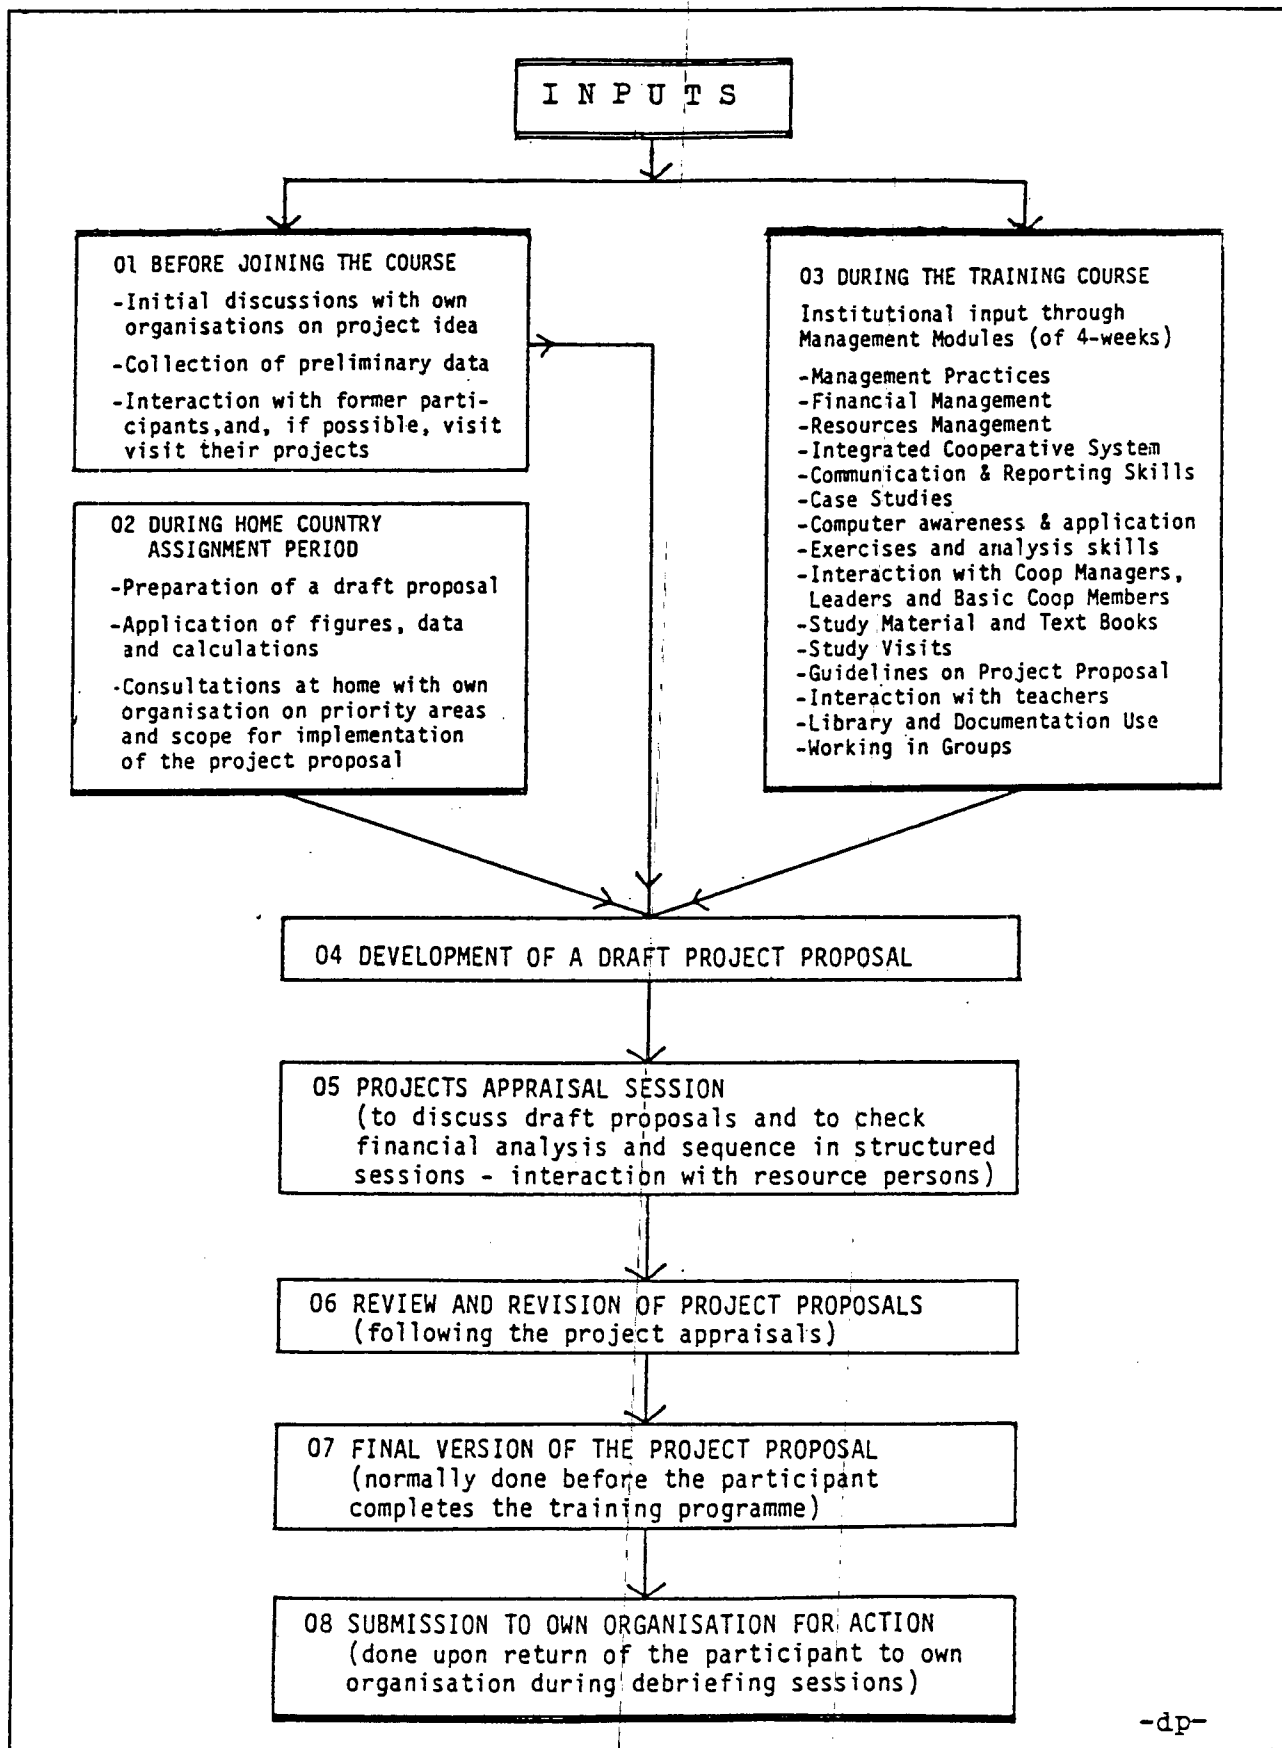 I N P U T S
01 BEFORE JOINING THE COURSE
-Initial discussions with own
organisations on project idea
-Collection of preliminary data
-Interaction with former parti-
cipants,and, if possible, visit
visit their projects
02 DURING HOME COUNTRY
ASSIGNMENT PERIOD
-Preparation of a draft proposal
-Application of figures, data
and calculations
-Consultations at home with own
organisation on priority areas
and scope for implementation
of the project proposal
03 DURING THE TRAINING COURSE
Institutional input through
Management Modules (of 4-weeks)
-Management Practices
-Financial Management
-Resources Management
-Integrated Cooperative System
-Communication & Reporting Skills
-Case Studies
-Computer awareness & application
-Exercises and analysis skills
-Interaction with Coop Managers,
Leaders and Basic Coop Members
-Study Material and Text Books
-Study Visits
-Guidelines on Project Proposal
-Interaction with teachers
-Library and Documentation Use
-Working in Groups
04 DEVELOPMENT OF A DRAFT PROJECT PROPOSAL
05 PROJECTS APPRAISAL SESSION
(to discuss draft proposals and to check
financial analysis and sequence in structured
sessions - interaction with resource persons)
06 REVIEW AND REVISION OF PROJECT PROPOSALS
(following the project appraisals)
07 FINAL VERSION OF THE PROJECT PROPOSAL
(normally done before the participant
completes the training programme)
08 SUBMISSION TO OWN ORGANISATION FOR ACTION
(done upon return of the participant to own
organisation during debriefing sessions)
-dp-